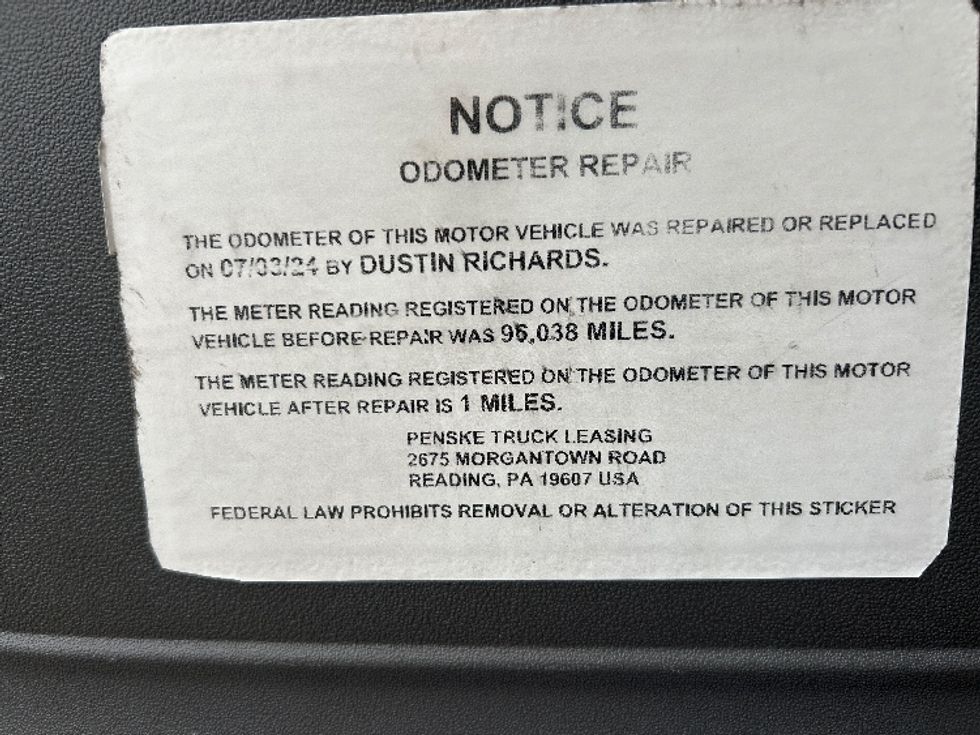 NOTICE
ODOMETER REPAIR
THE ODOMETER OF THIS MOTOR VEHICLE WAS REPAIRED OR REPLACED
ON 07/03/24 BY DUSTIN RICHARDS.
THE METER READING REGISTERED ON THE ODOMETER OF THIS MOTOR
VEHICLE BEFORE REPAIR WAS 96,038 MILES.
THE METER READING REGISTERED ON THE ODOMETER OF THIS MOTOR
VEHICLE AFTER REPAIR IS 1 MILES.
PENSKE TRUCK LEASING
2675 MORGANTOWN ROAD
READING, PA 19607 USA
FEDERAL LAW PROHIBITS REMOVAL OR ALTERATION OF THIS STICKER